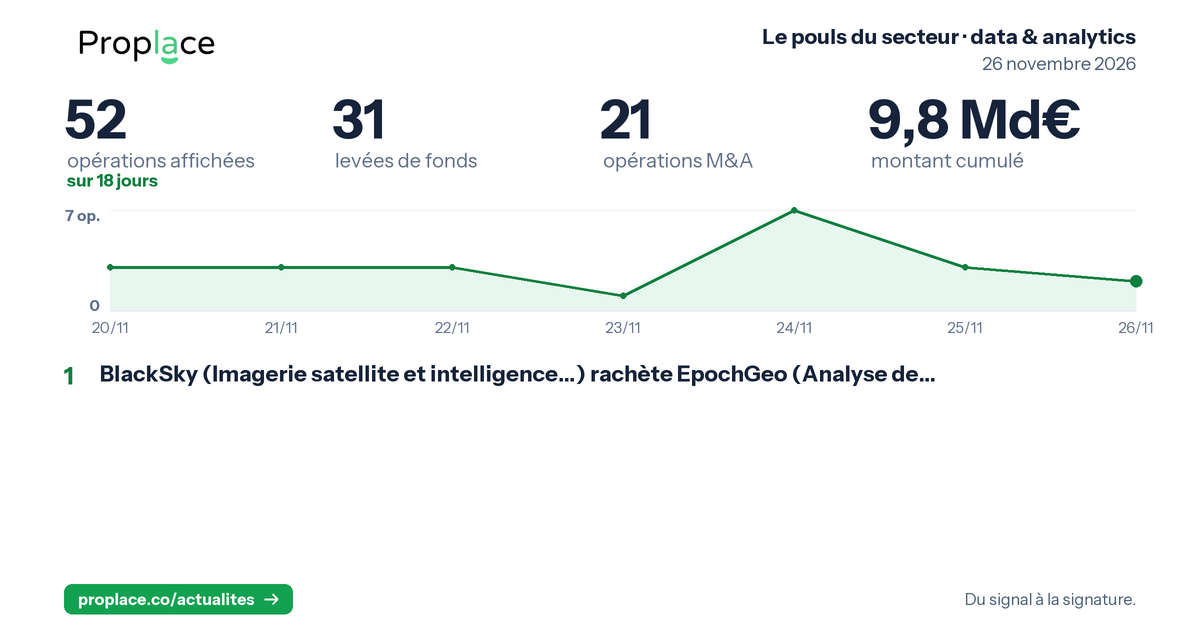 Proplace
Le pouls du secteur · data & analytics
26 novembre 2026
52
opérations affichées
sur 18 jours
31
levées de fonds
21
opérations M&A
9,8 Md€
montant cumulé
7 op.
0
20/11
21/11
22/11
23/11
24/11
25/11
26/11
1 BlackSky (Imagerie satellite et intelligence...) rachète EpochGeo (Analyse de...
proplace.co/actualites →
Du signal à la signature.